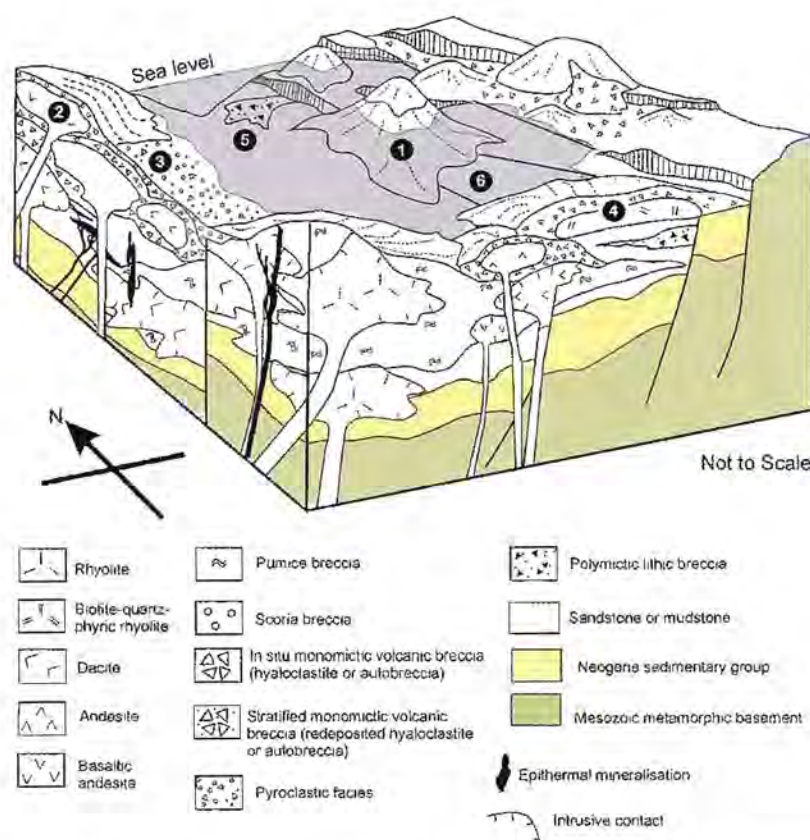 Sea level
2
5
3
1
6
4
N
Not to Scale
Rhyolite
Biotite-quartz-
phyric rhyolite
Dacite
Andesite
Basaltic
andesite
Pumice breccia
Scoria breccia
In situ monomictic volcanic breccia
(hyaloclastite or autobreccia)
Stratified monomictic volcanic
breccia (redeposited hyaloclastite
or autobreccia)
Pyroclastic facies
Polymictic lithic breccia
Sandstone or mudstone
Neogene sedimentary group
Mesozoic metamorphic basement
Epithermal mineralisation
Intrusive contact